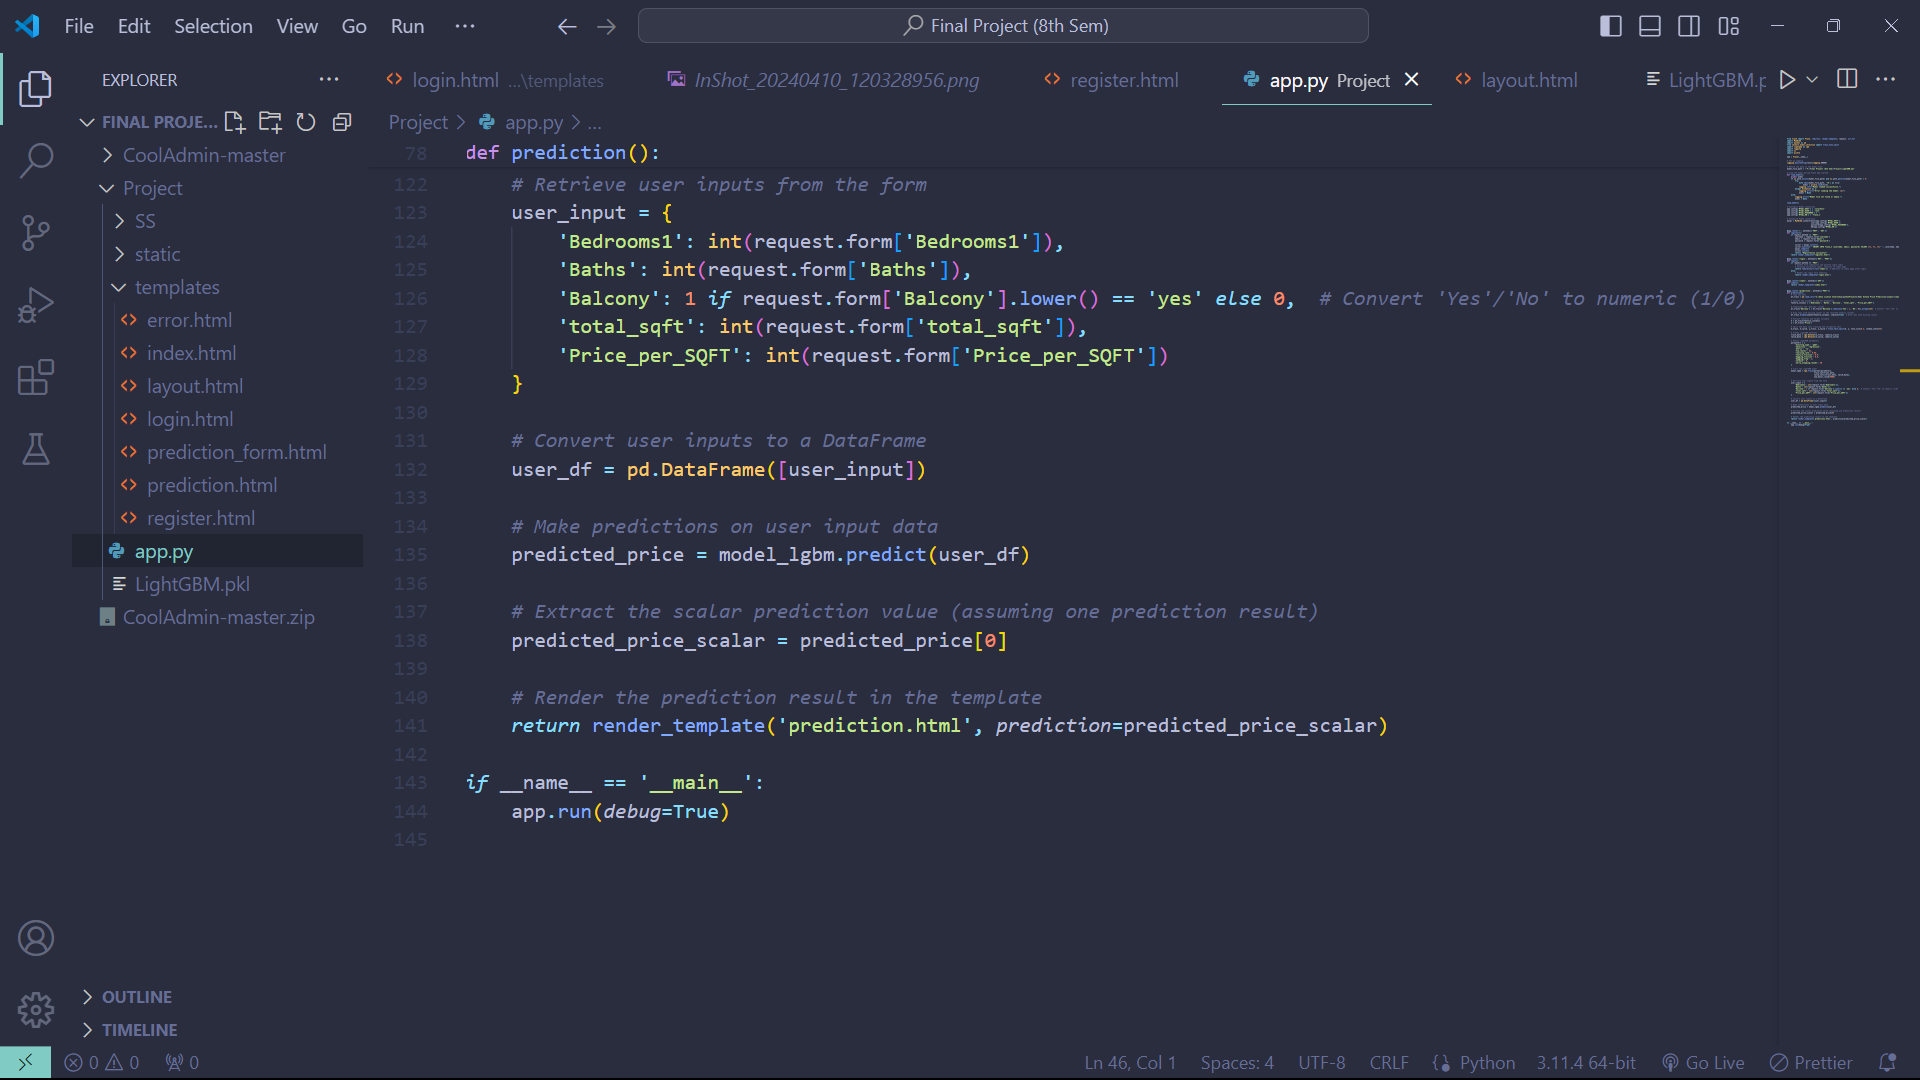 File Edit Selection View Go Run ··· Final Project (8th Sem)
EXPLORER ···
login.html ...\templates InShot_20240410_120328956.png register.html app.py Project layout.html LightGBM.p
FINAL PROJE...
CoolAdmin-master
Project
SS
static
templates
error.html
index.html
layout.html
login.html
prediction_form.html
prediction.html
register.html
app.py
LightGBM.pkl
CoolAdmin-master.zip
OUTLINE
TIMELINE
Project > app.py > ...
78 def prediction():
122 # Retrieve user inputs from the form
123 user_input = {
124 'Bedrooms1': int(request.form['Bedrooms1']),
125 'Baths': int(request.form['Baths']),
126 'Balcony': 1 if request.form['Balcony'].lower() == 'yes' else 0,  # Convert 'Yes'/'No' to numeric (1/0)
127 'total_sqft': int(request.form['total_sqft']),
128 'Price_per_SQFT': int(request.form['Price_per_SQFT'])
129 }
130
131 # Convert user inputs to a DataFrame
132 user_df = pd.DataFrame([user_input])
133
134 # Make predictions on user input data
135 predicted_price = model_lgbm.predict(user_df)
136
137 # Extract the scalar prediction value (assuming one prediction result)
138 predicted_price_scalar = predicted_price[0]
139
140 # Render the prediction result in the template
141 return render_template('prediction.html', prediction=predicted_price_scalar)
142
143 if __name__ == '__main__':
144 app.run(debug=True)
145
0 0 0 Ln 46, Col 1 Spaces: 4 UTF-8 CRLF Python 3.11.4 64-bit Go Live Prettier